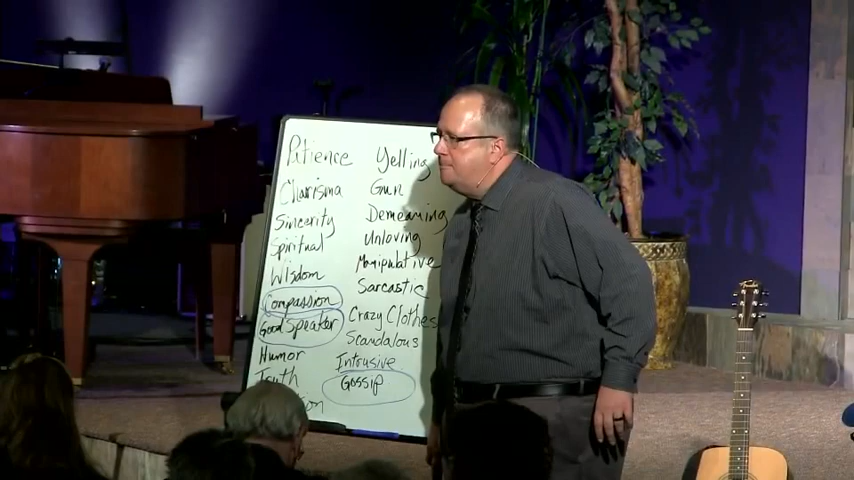 Patience
Charisma
Sincerity
Spiritual
Wisdom
Compassion
Good Speaker
Humor
Truth
Yelling
Gun
Demeaning
Unloving
Manipulative
Sarcastic
Crazy Clothes
Scandalous
Intrusive
Gossip